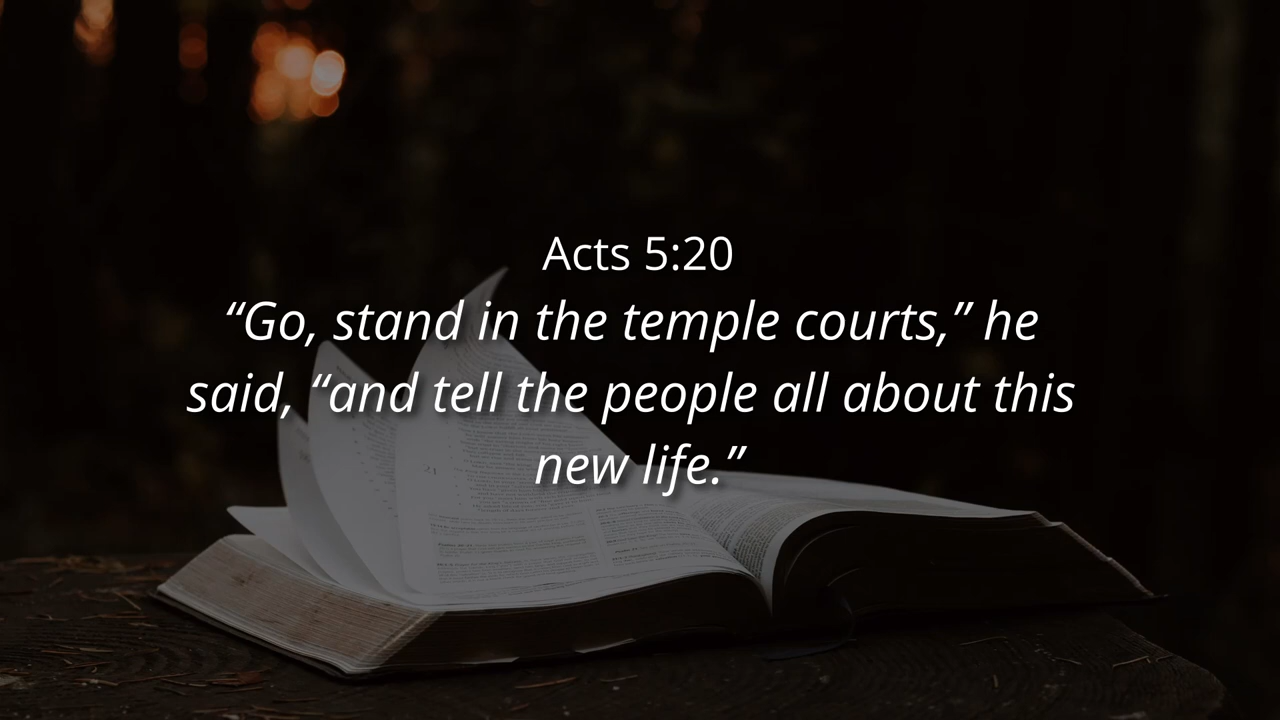 Acts 5:20
“Go, stand in the temple courts,” he
said, “and tell the people all about this
new life.”